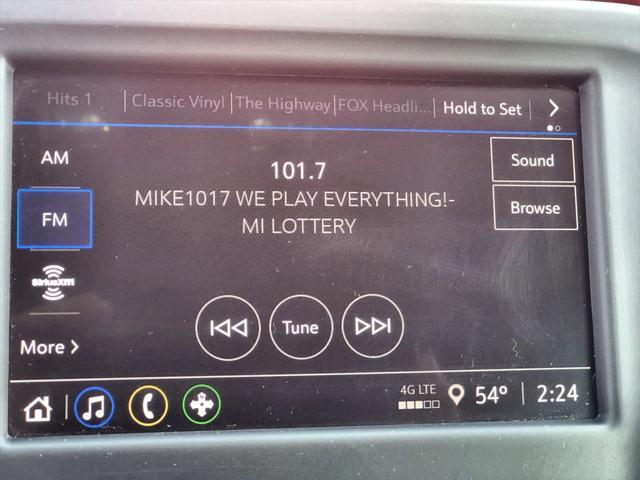 Hits 1
Classic Vinyl
The Highway
FOX Headli...
Hold to Set
AM
FM
SiriusXM
More
101.7
MIKE1017 WE PLAY EVERYTHING!-
MI LOTTERY
Sound
Browse
Tune
4G LTE
54°
2:24